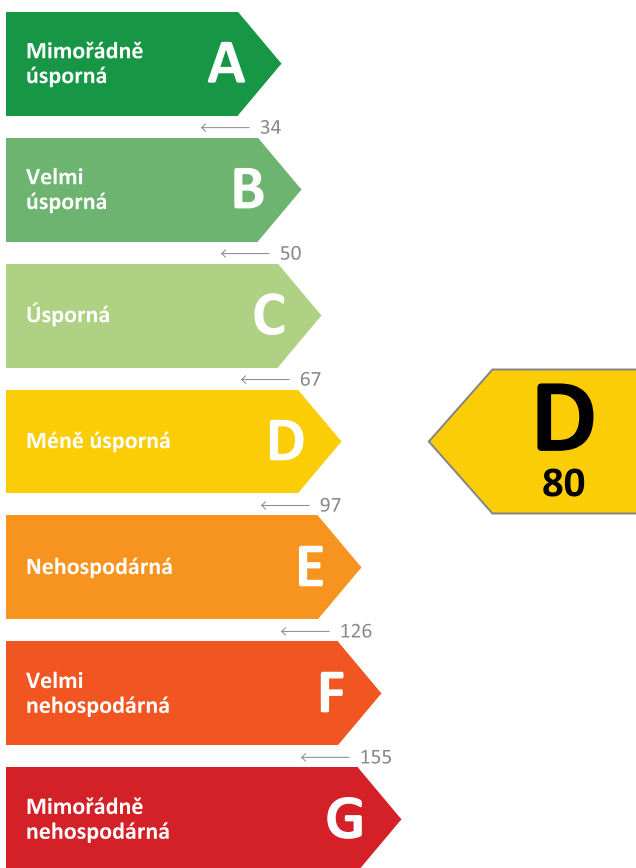 Mimořádně
úsporná
A
34
Velmi
úsporná
B
50
Úsporná
C
67
Méně úsporná
D
97
D
80
Nehospodárná
E
126
Velmi
nehospodárná
F
155
Mimořádně
nehospodárná
G